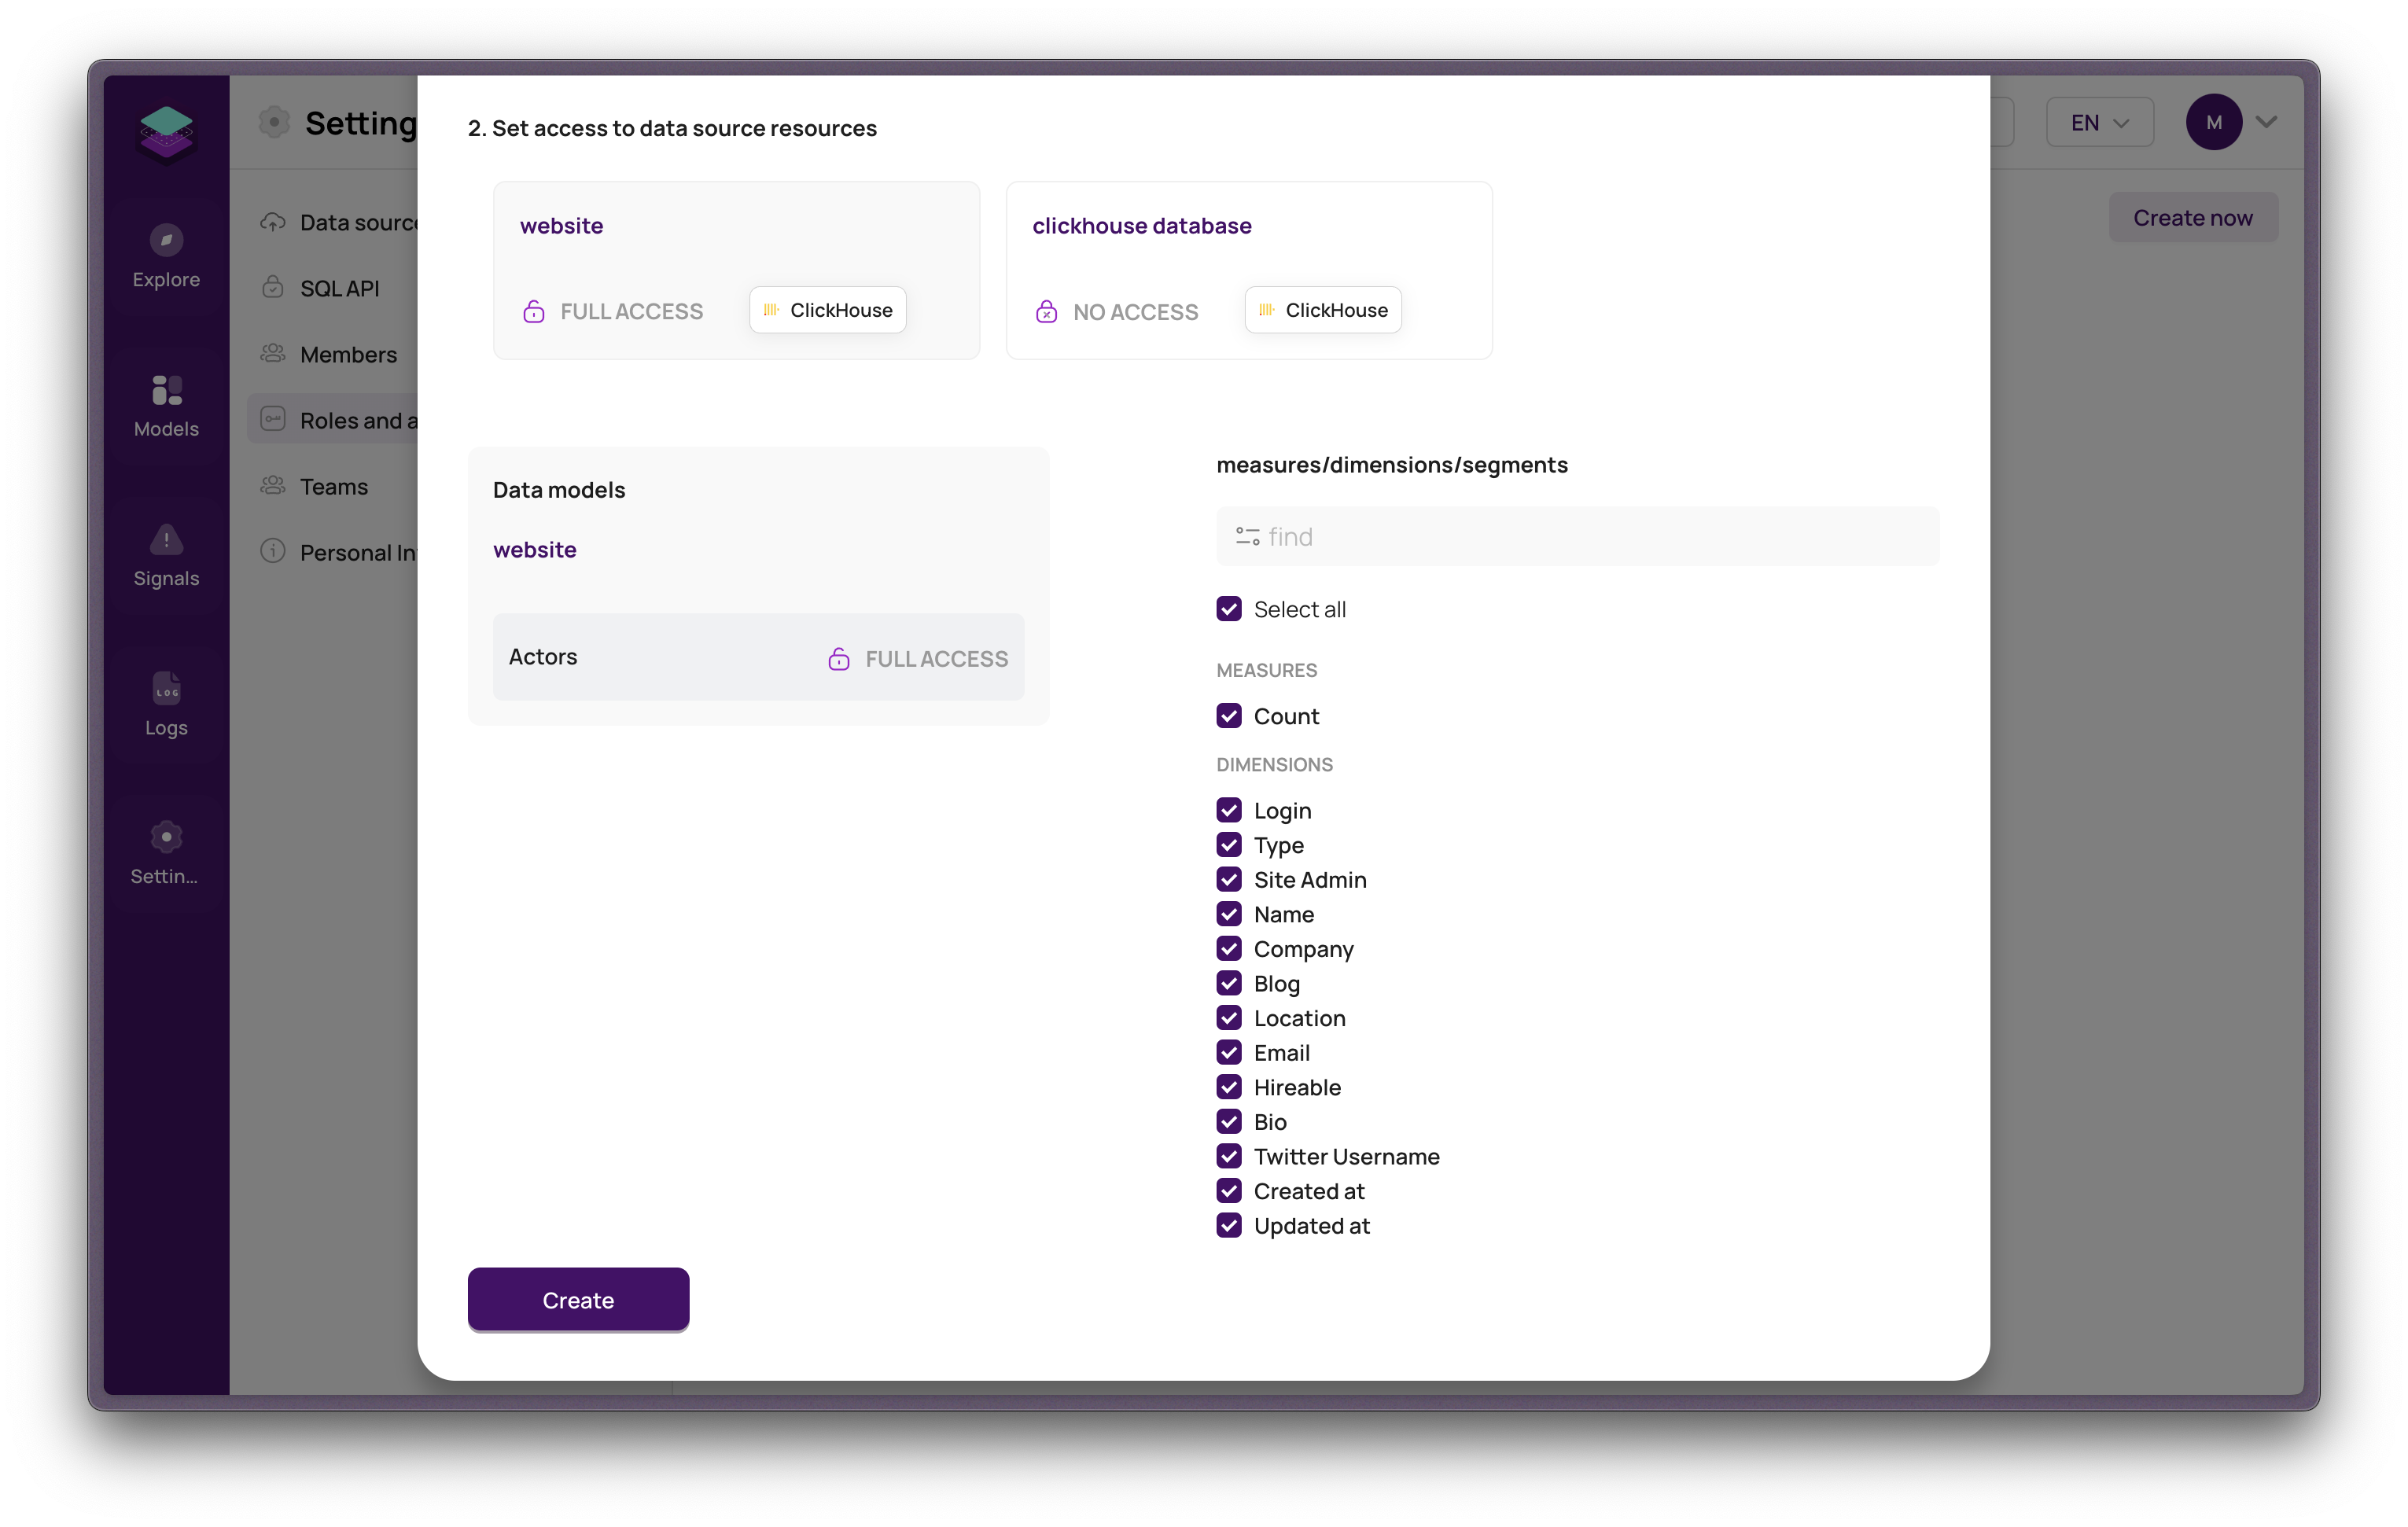 Setting
EN
M
Create now
Explore
Models
Signals
LOG
Logs
Settin...
Data source
SQL API
Members
Roles and a
Teams
Personal In
2. Set access to data source resources
website
FULL ACCESS
ClickHouse
clickhouse database
NO ACCESS
ClickHouse
Data models
website
Actors
FULL ACCESS
measures/dimensions/segments
find
Select all
MEASURES
Count
DIMENSIONS
Login
Type
Site Admin
Name
Company
Blog
Location
Email
Hireable
Bio
Twitter Username
Created at
Updated at
Create